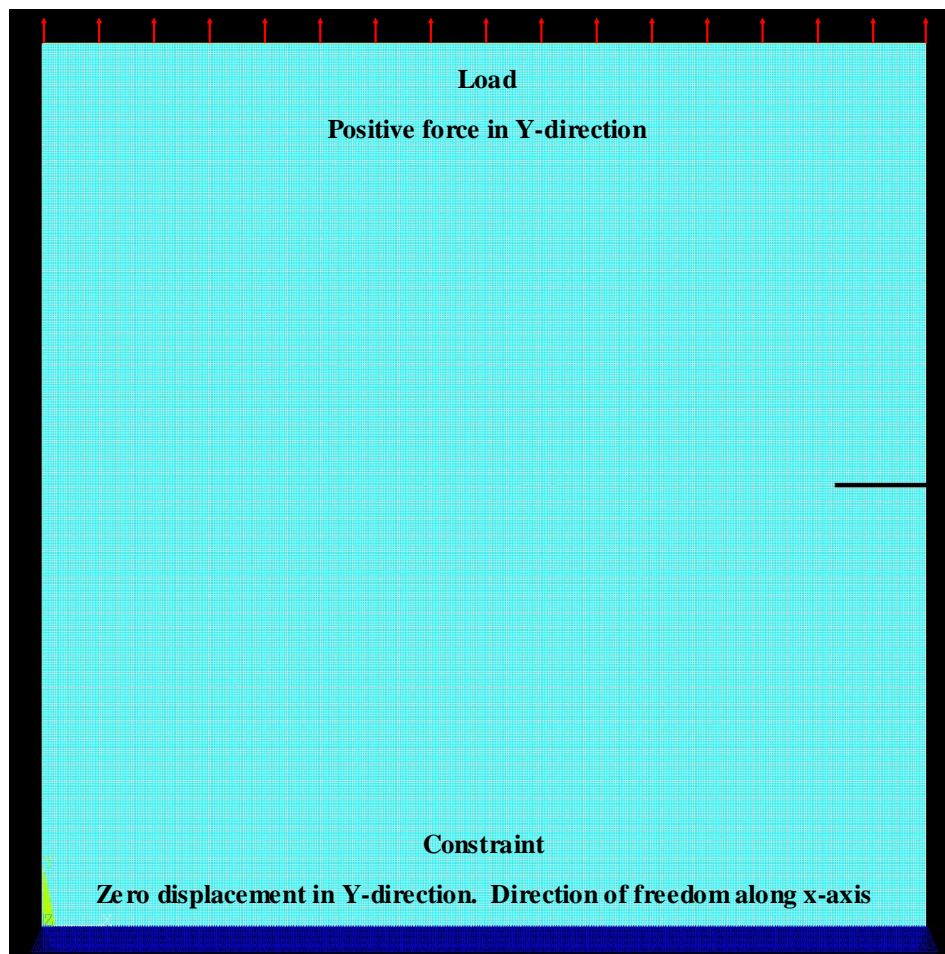 Load
Positive force in Y-direction
Constraint
Zero displacement in Y-direction. Direction of freedom along x-axis
Z
X